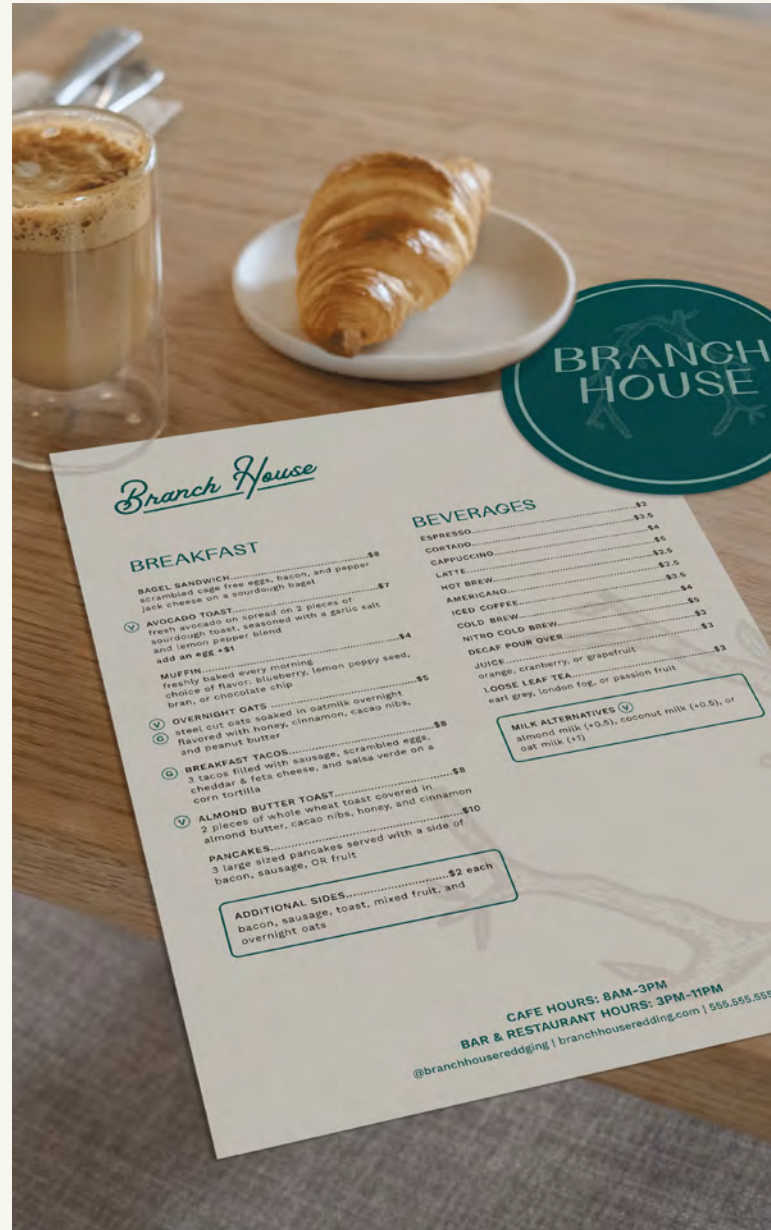 BRANCH
HOUSE
Branch House
BREAKFAST
BAGEL SANDWICH..............................$8
scrambled cage free eggs, bacon, and pepper
jack cheese on a sourdough bagel
V AVOCADO TOAST..............................$7
fresh avocado on spread on 2 pieces of
sourdough toast, seasoned with a garlic salt
and lemon pepper blend
add an egg +$1
MUFFIN..............................$4
freshly baked every morning
choice of flavor: blueberry, lemon poppy seed,
bran, or chocolate chip
V OVERNIGHT OATS ..............................$5
G steel cut oats soaked in oatmilk overnight
flavored with honey, cinnamon, cacao nibs,
and peanut butter
G BREAKFAST TACOS..............................$8
3 tacos filled with sausage, scrambled eggs,
cheddar & feta cheese, and salsa verde on a
corn tortilla
V ALMOND BUTTER TOAST..............................$8
2 pieces of whole wheat toast covered in
almond butter, cacao nibs, honey, and cinnamon
PANCAKES..............................$10
3 large sized pancakes served with a side of
bacon, sausage, OR fruit
ADDITIONAL SIDES..............................$2 each
bacon, sausage, toast, mixed fruit, and
overnight oats
BEVERAGES
ESPRESSO..............................$2
CORTADO..............................$3.5
CAPPUCCINO..............................$4
LATTE..............................$5
HOT BREW..............................$2.5
AMERICANO..............................$2.5
ICED COFFEE..............................$3.5
COLD BREW..............................$4
NITRO COLD BREW..............................$5
DECAF POUR OVER ..............................$3
JUICE..............................$3
orange, cranberry, or grapefruit
LOOSE LEAF TEA..............................$3
earl grey, london fog, or passion fruit
MILK ALTERNATIVES V
almond milk (+0.5), coconut milk (+0.5), or
oat milk (+1)
CAFE HOURS: 8AM-3PM
BAR & RESTAURANT HOURS: 3PM-11PM
@branchhousereddging | branchhouseredding.com | 555.555.555